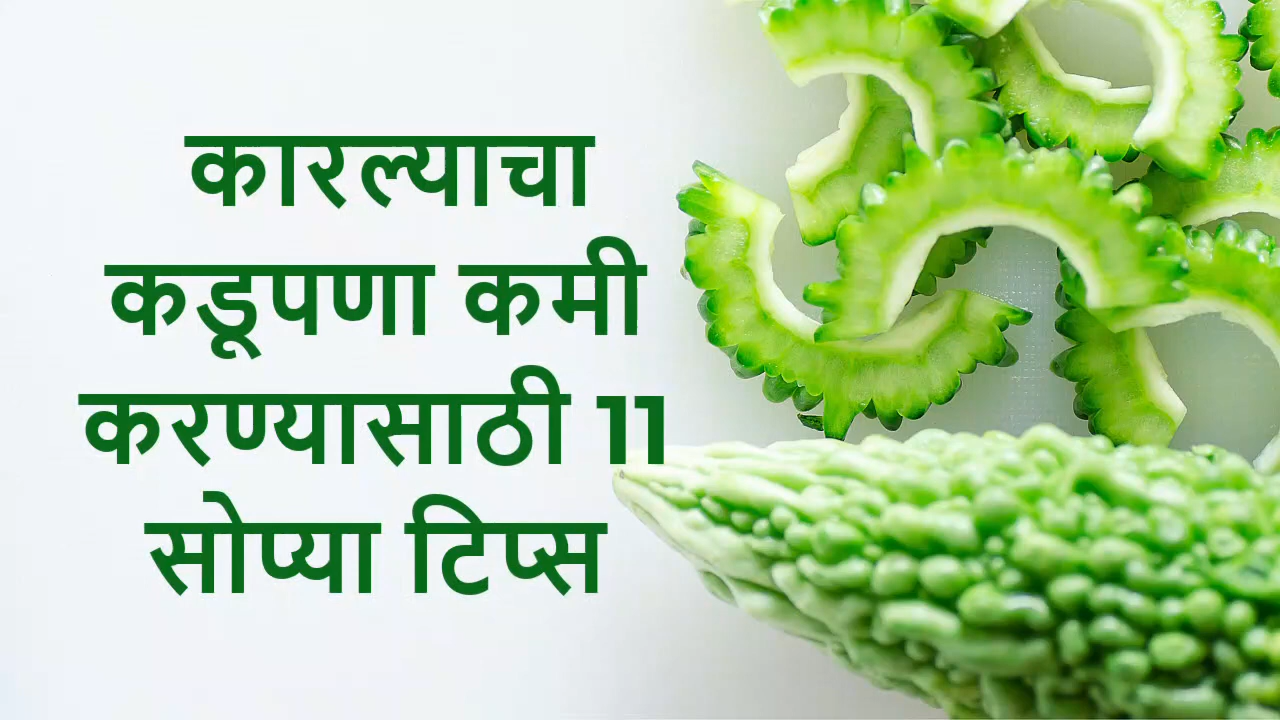 कारल्याचा
कडूपणा कमी
करण्यासाठी 11
सोप्या टिप्स